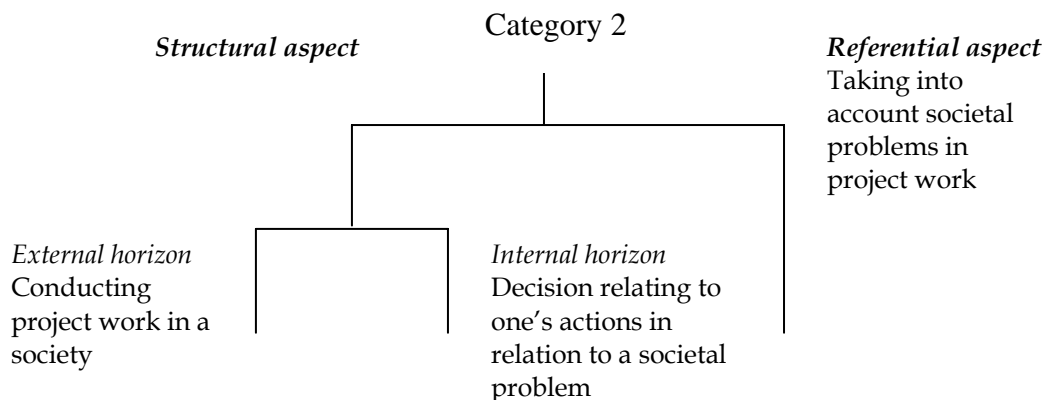 Category 2
Structural aspect
Referential aspect
Taking into
account societal
problems in
project work
External horizon
Conducting
project work in a
society
Internal horizon
Decision relating to
one’s actions in
relation to a societal
problem